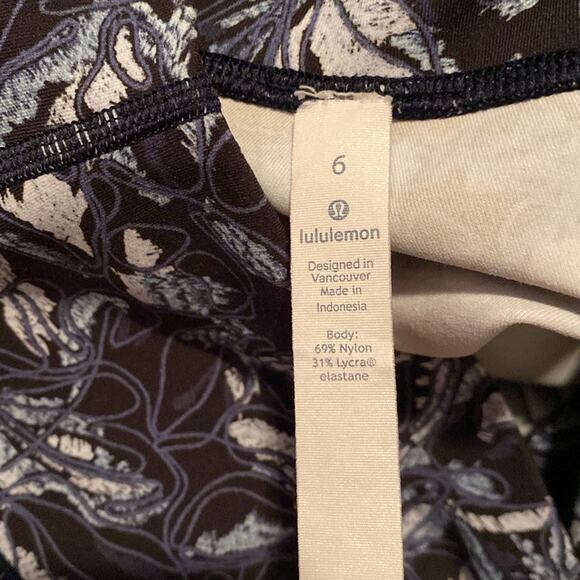 6
lululemon
Designed in
Vancouver
Made in
Indonesia
Body:
69% Nylon
31% Lycra®
elastane